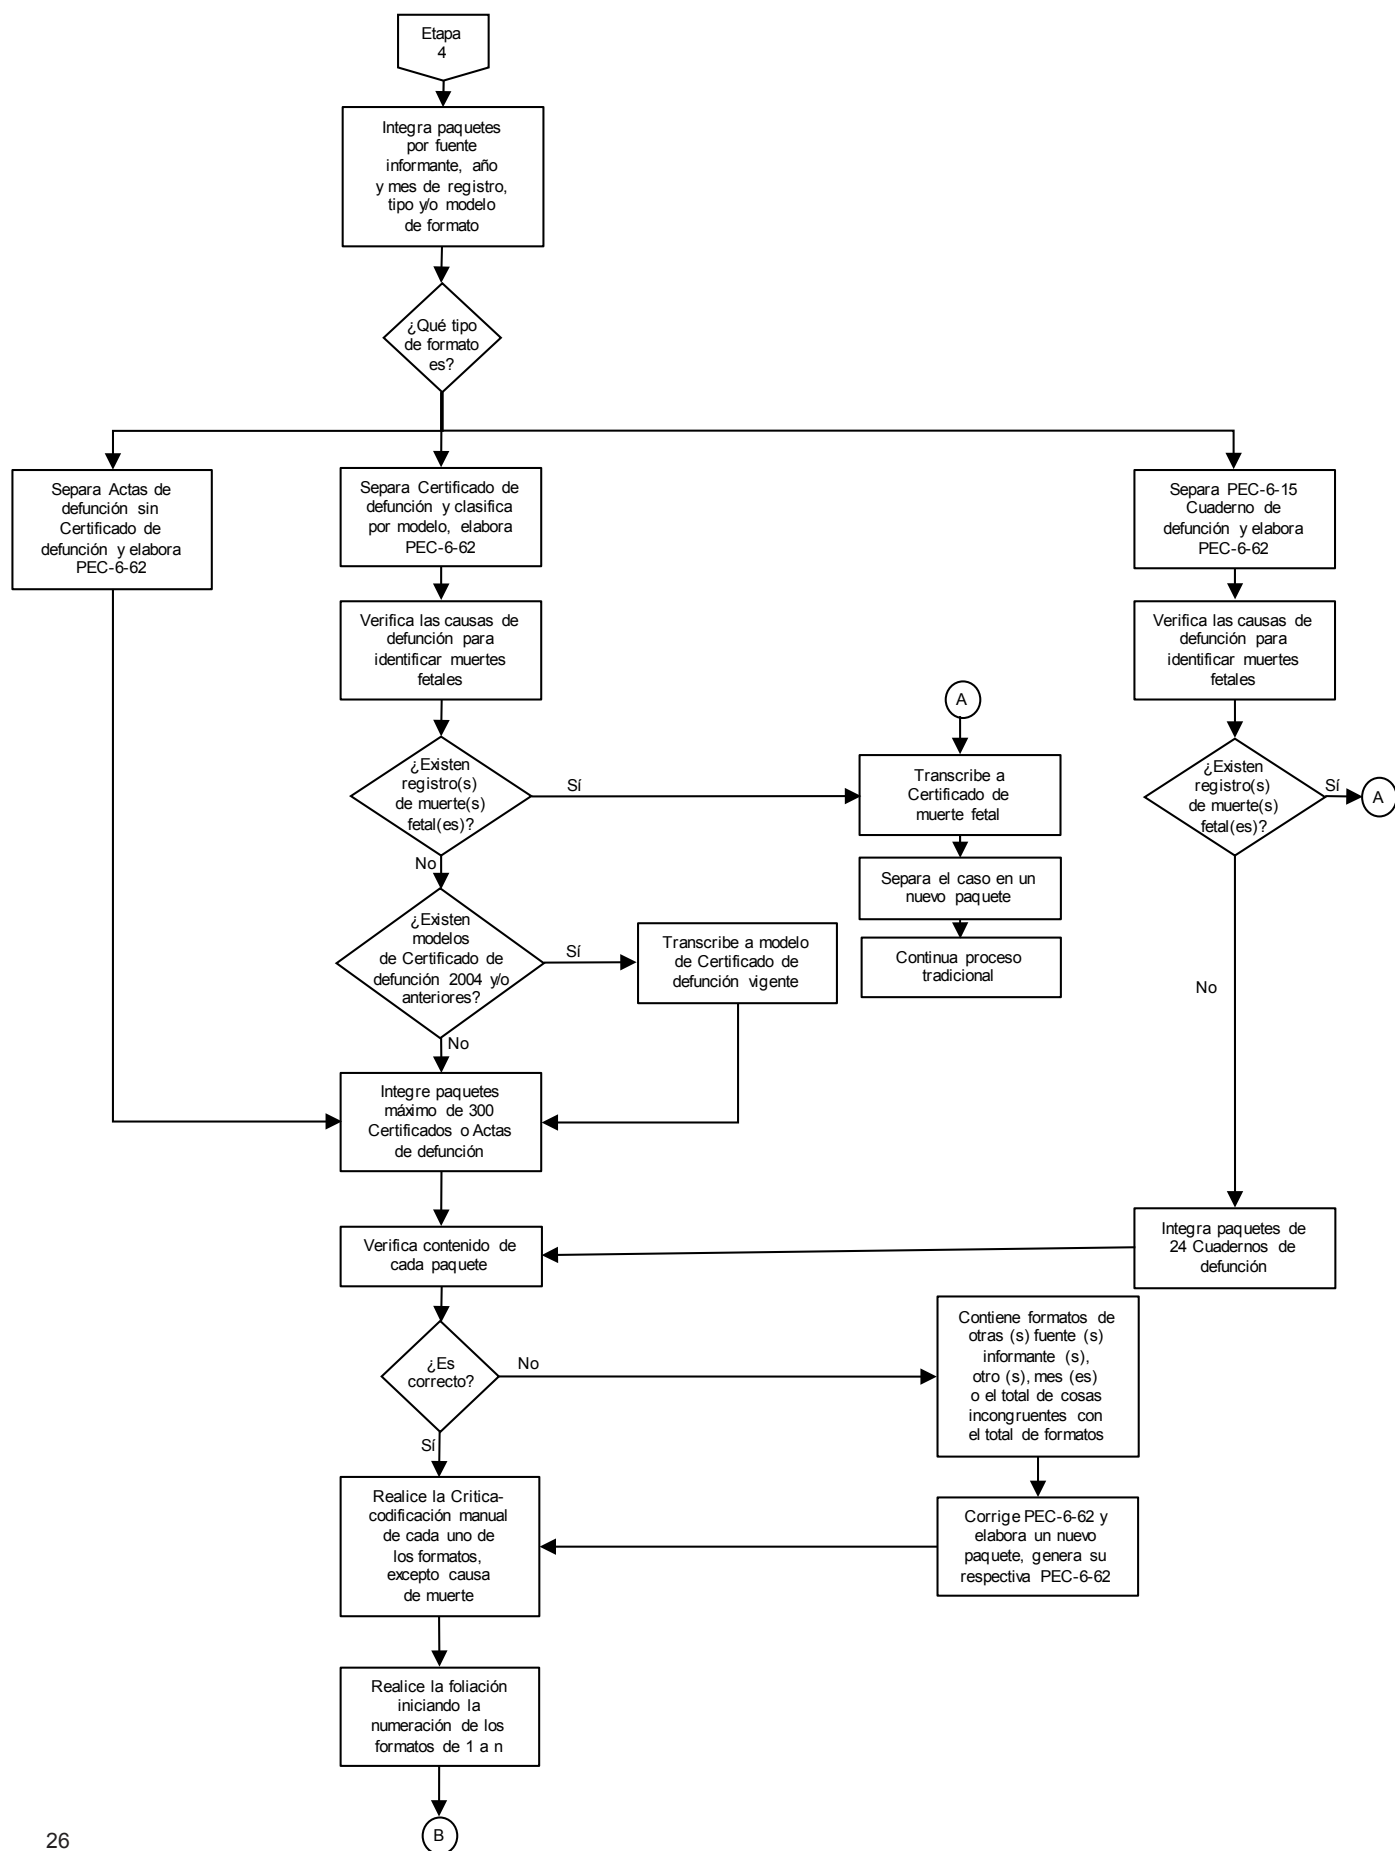 Etapa
4
Integra paquetes
por fuente
informante, año
y mes de registro,
tipo y/o modelo
de formato
¿Qué tipo
de formato
es?
Separa Actas de
defunción sin
Certificado de
defunción y elabora
PEC-6-62
Separa Certificado de
defunción y clasifica
por modelo, elabora
PEC-6-62
Separa PEC-6-15
Cuaderno de
defunción y elabora
PEC-6-62
Verifica las causas de
defunción para
identificar muertes
fetales
Verifica las causas de
defunción para
identificar muertes
fetales
A
¿Existen
registro(s)
de muerte(s)
fetal(es)?
Sí
Transcribe a
Certificado de
muerte fetal
¿Existen
registro(s)
de muerte(s)
fetal(es)?
Sí
A
No
Separa el caso en un
nuevo paquete
¿Existen
modelos
de Certificado de
defunción 2004 y/o
anteriores?
Sí
Transcribe a modelo
de Certificado de
defunción vigente
Continua proceso
tradicional
No
No
Integre paquetes
máximo de 300
Certificados o Actas
de defunción
Verifica contenido de
cada paquete
Integra paquetes de
24 Cuadernos de
defunción
¿Es
correcto?
No
Contiene formatos de
otras (s) fuente (s)
informante (s),
otro (s), mes (es)
o el total de cosas
incongruentes con
el total de formatos
Sí
Realice la Critica-
codificación manual
de cada uno de
los formatos,
excepto causa
de muerte
Corrige PEC-6-62 y
elabora un nuevo
paquete, genera su
respectiva PEC-6-62
Realice la foliación
iniciando la
numeración de los
formatos de 1 a n
B
26